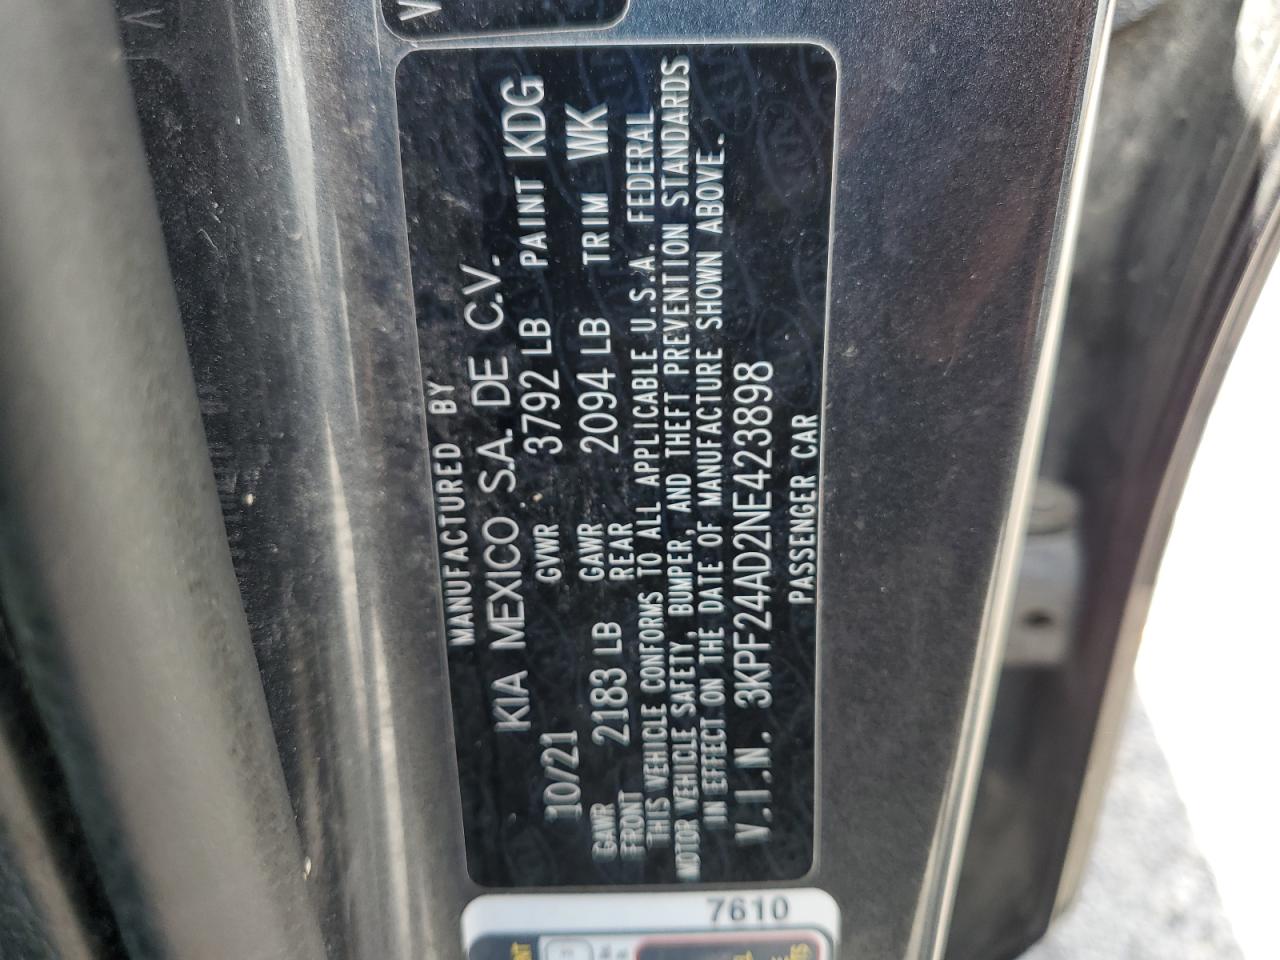 MANUFACTURED BY
KIA MEXICO S.A. DE C.V.
10/21 GVWR 3792 LB PAINT KDG
GAWR FRONT 2183 LB GAWR REAR 2094 LB TRIM WK
THIS VEHICLE CONFORMS TO ALL APPLICABLE U.S.A. FEDERAL
MOTOR VEHICLE SAFETY, BUMPER, AND THEFT PREVENTION STANDARDS
IN EFFECT ON THE DATE OF MANUFACTURE SHOWN ABOVE.
V.I.N. 3KPF24AD2NE423898
PASSENGER CAR
7610